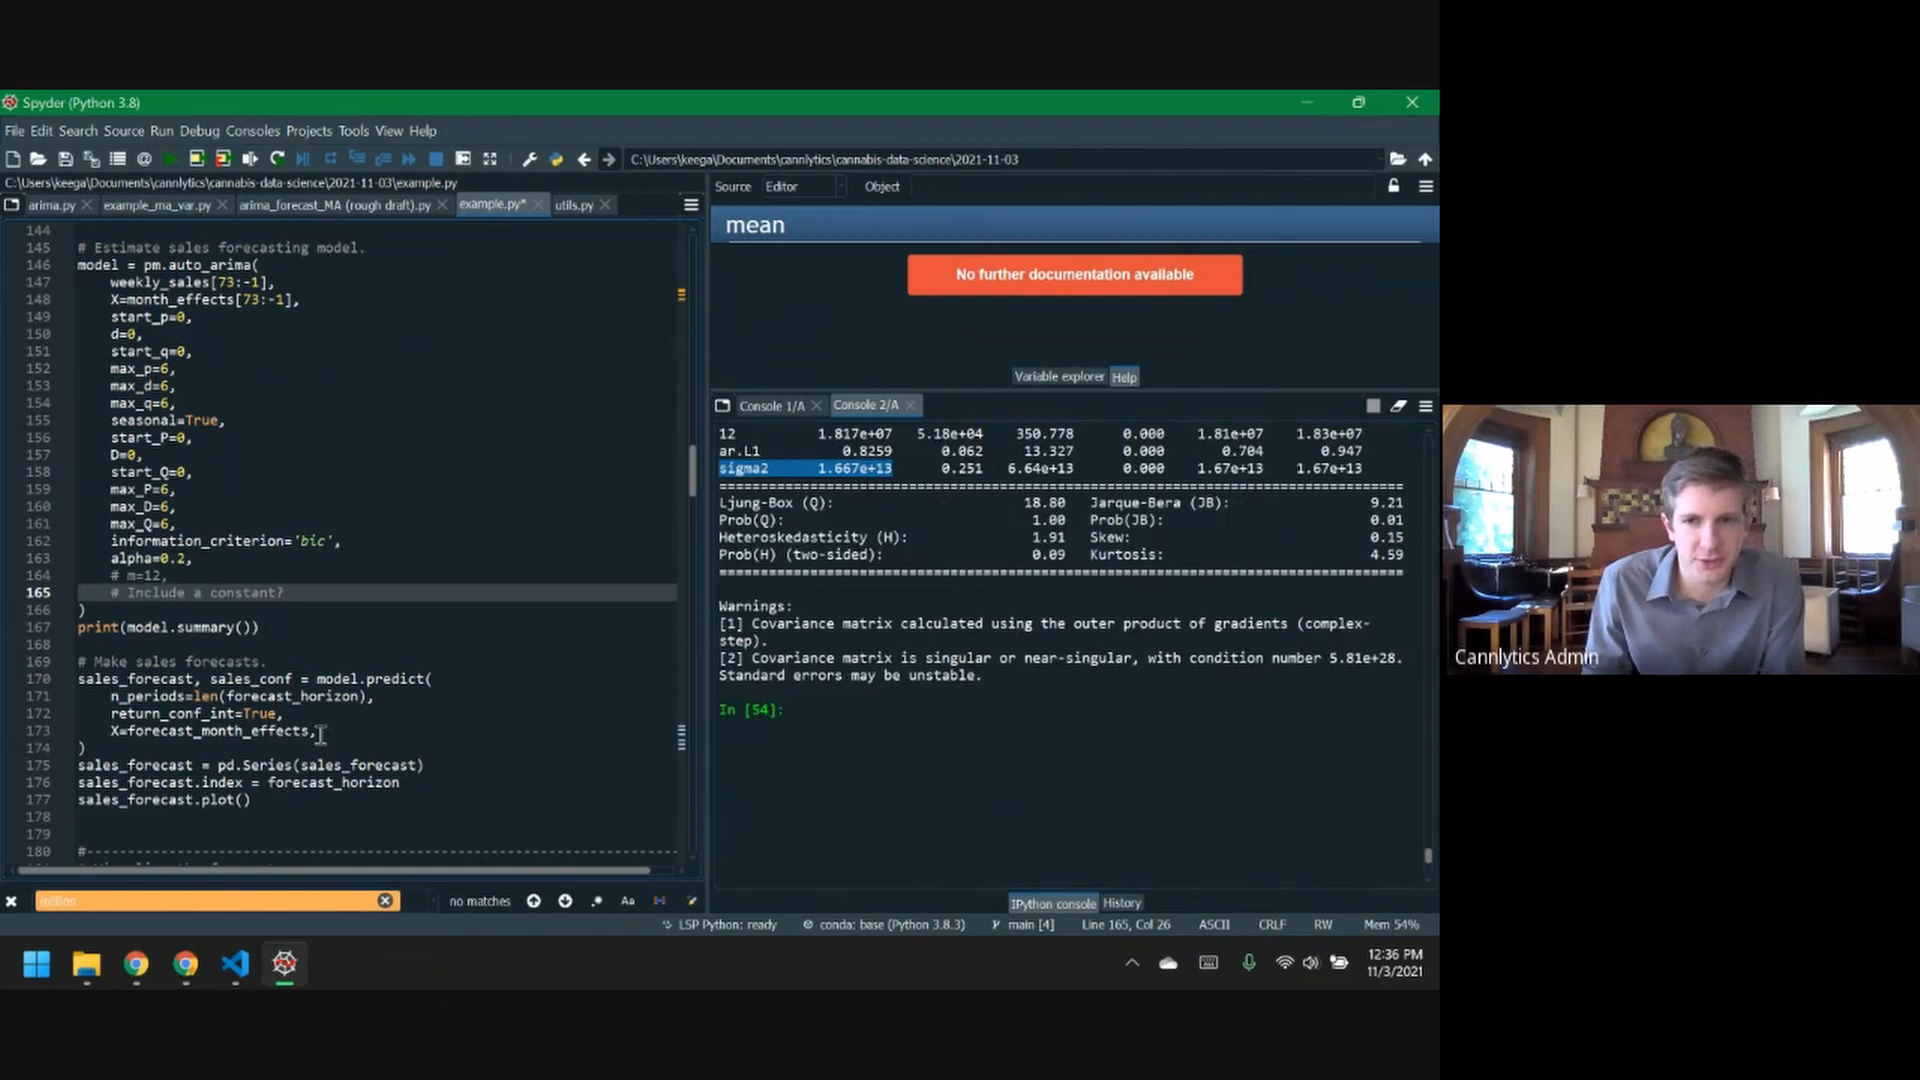 Spyder (Python 3.8)
File Edit Search Source Run Debug Consoles Projects Tools View Help
C:\Users\keega\Documents\cannlytics\cannabis-data-science\2021-11-03
C:\Users\keega\Documents\cannlytics\cannabis-data-science\2021-11-03\example.py
arima.py example_ma_var.py arima_forecast_MA (rough draft).py example.py* utils.py
144
145 # Estimate sales forecasting model.
146 model = pm.auto_arima(
147 weekly_sales[73:-1],
148 X=month_effects[73:-1],
149 start_p=0,
150 d=0,
151 start_q=0,
152 max_p=6,
153 max_d=6,
154 max_q=6,
155 seasonal=True,
156 start_P=0,
157 D=0,
158 start_Q=0,
159 max_P=6,
160 max_D=6,
161 max_Q=6,
162 information_criterion='bic',
163 alpha=0.2,
164 # m=12,
165 # Include a constant?
166 )
167 print(model.summary())
168
169 # Make sales forecasts.
170 sales_forecast, sales_conf = model.predict(
171 n_periods=len(forecast_horizon),
172 return_conf_int=True,
173 X=forecast_month_effects,
174 )
175 sales_forecast = pd.Series(sales_forecast)
176 sales_forecast.index = forecast_horizon
177 sales_forecast.plot()
178
179
180 #---------------------------------------------------------------------
million no matches Aa
Source Editor Object
mean
No further documentation available
Variable explorer Help
Console 1/A Console 2/A
12 1.817e+07 5.18e+04 350.778 0.000 1.81e+07 1.83e+07
ar.L1 0.8259 0.062 13.327 0.000 0.704 0.947
sigma2 1.667e+13 0.251 6.64e+13 0.000 1.67e+13 1.67e+13
===================================================================================
Ljung-Box (Q): 18.80 Jarque-Bera (JB): 9.21
Prob(Q): 1.00 Prob(JB): 0.01
Heteroskedasticity (H): 1.91 Skew: 0.15
Prob(H) (two-sided): 0.09 Kurtosis: 4.59
===================================================================================
Warnings:
[1] Covariance matrix calculated using the outer product of gradients (complex-
step).
[2] Covariance matrix is singular or near-singular, with condition number 5.81e+28.
Standard errors may be unstable.
In [54]:
IPython console History
LSP Python: ready conda: base (Python 3.8.3) main [4] Line 165, Col 26 ASCII CRLF RW Mem 54%
12:36 PM
11/3/2021
Cannlytics Admin